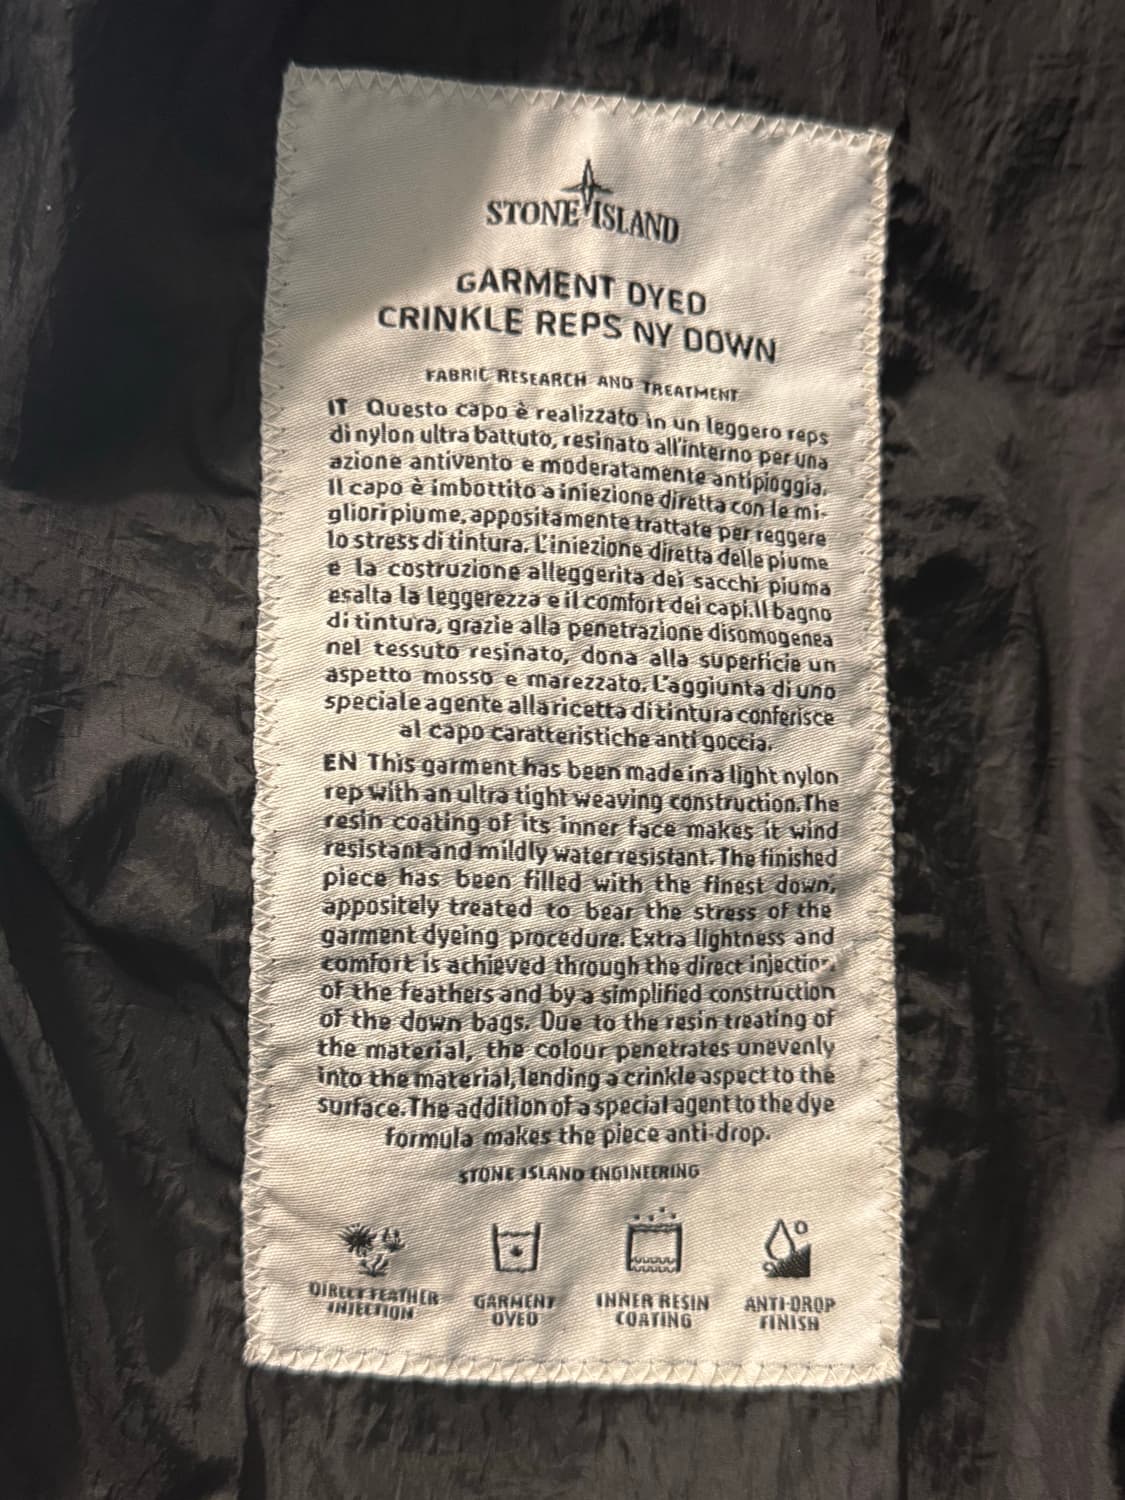 STONE ISLAND
GARMENT DYED
CRINKLE REPS NY DOWN
FABRIC RESEARCH AND TREATMENT
IT Questo capo è realizzato in un leggero reps
di nylon ultra battuto, resinato all'interno per una
azione antivento e moderatamente antipioggia.
Il capo è imbottito a iniezione diretta con le mi-
gliori piume, appositamente trattate per reggere
lo stress di tintura. L'iniezione diretta delle piume
e la costruzione alleggerita dei sacchi piuma
esalta la leggerezza e il comfort dei capi. Il bagno
di tintura, grazie alla penetrazione disomogenea
nel tessuto resinato, dona alla superficie un
aspetto mosso e marezzato. L'aggiunta di uno
speciale agente alla ricetta di tintura conferisce
al capo caratteristiche anti goccia.
EN This garment has been made in a light nylon
rep with an ultra tight weaving construction. The
resin coating of its inner face makes it wind
resistant and mildly water resistant. The finished
piece has been filled with the finest down,
appositely treated to bear the stress of the
garment dyeing procedure. Extra lightness and
comfort is achieved through the direct injection
of the feathers and by a simplified construction
of the down bags. Due to the resin treating of
the material, the colour penetrates unevenly
into the material, lending a crinkle aspect to the
surface. The addition of a special agent to the dye
formula makes the piece anti-drop.
STONE ISLAND ENGINEERING
DIRECT FEATHER
INJECTION
GARMENT
DYED
INNER RESIN
COATING
ANTI-DROP
FINISH